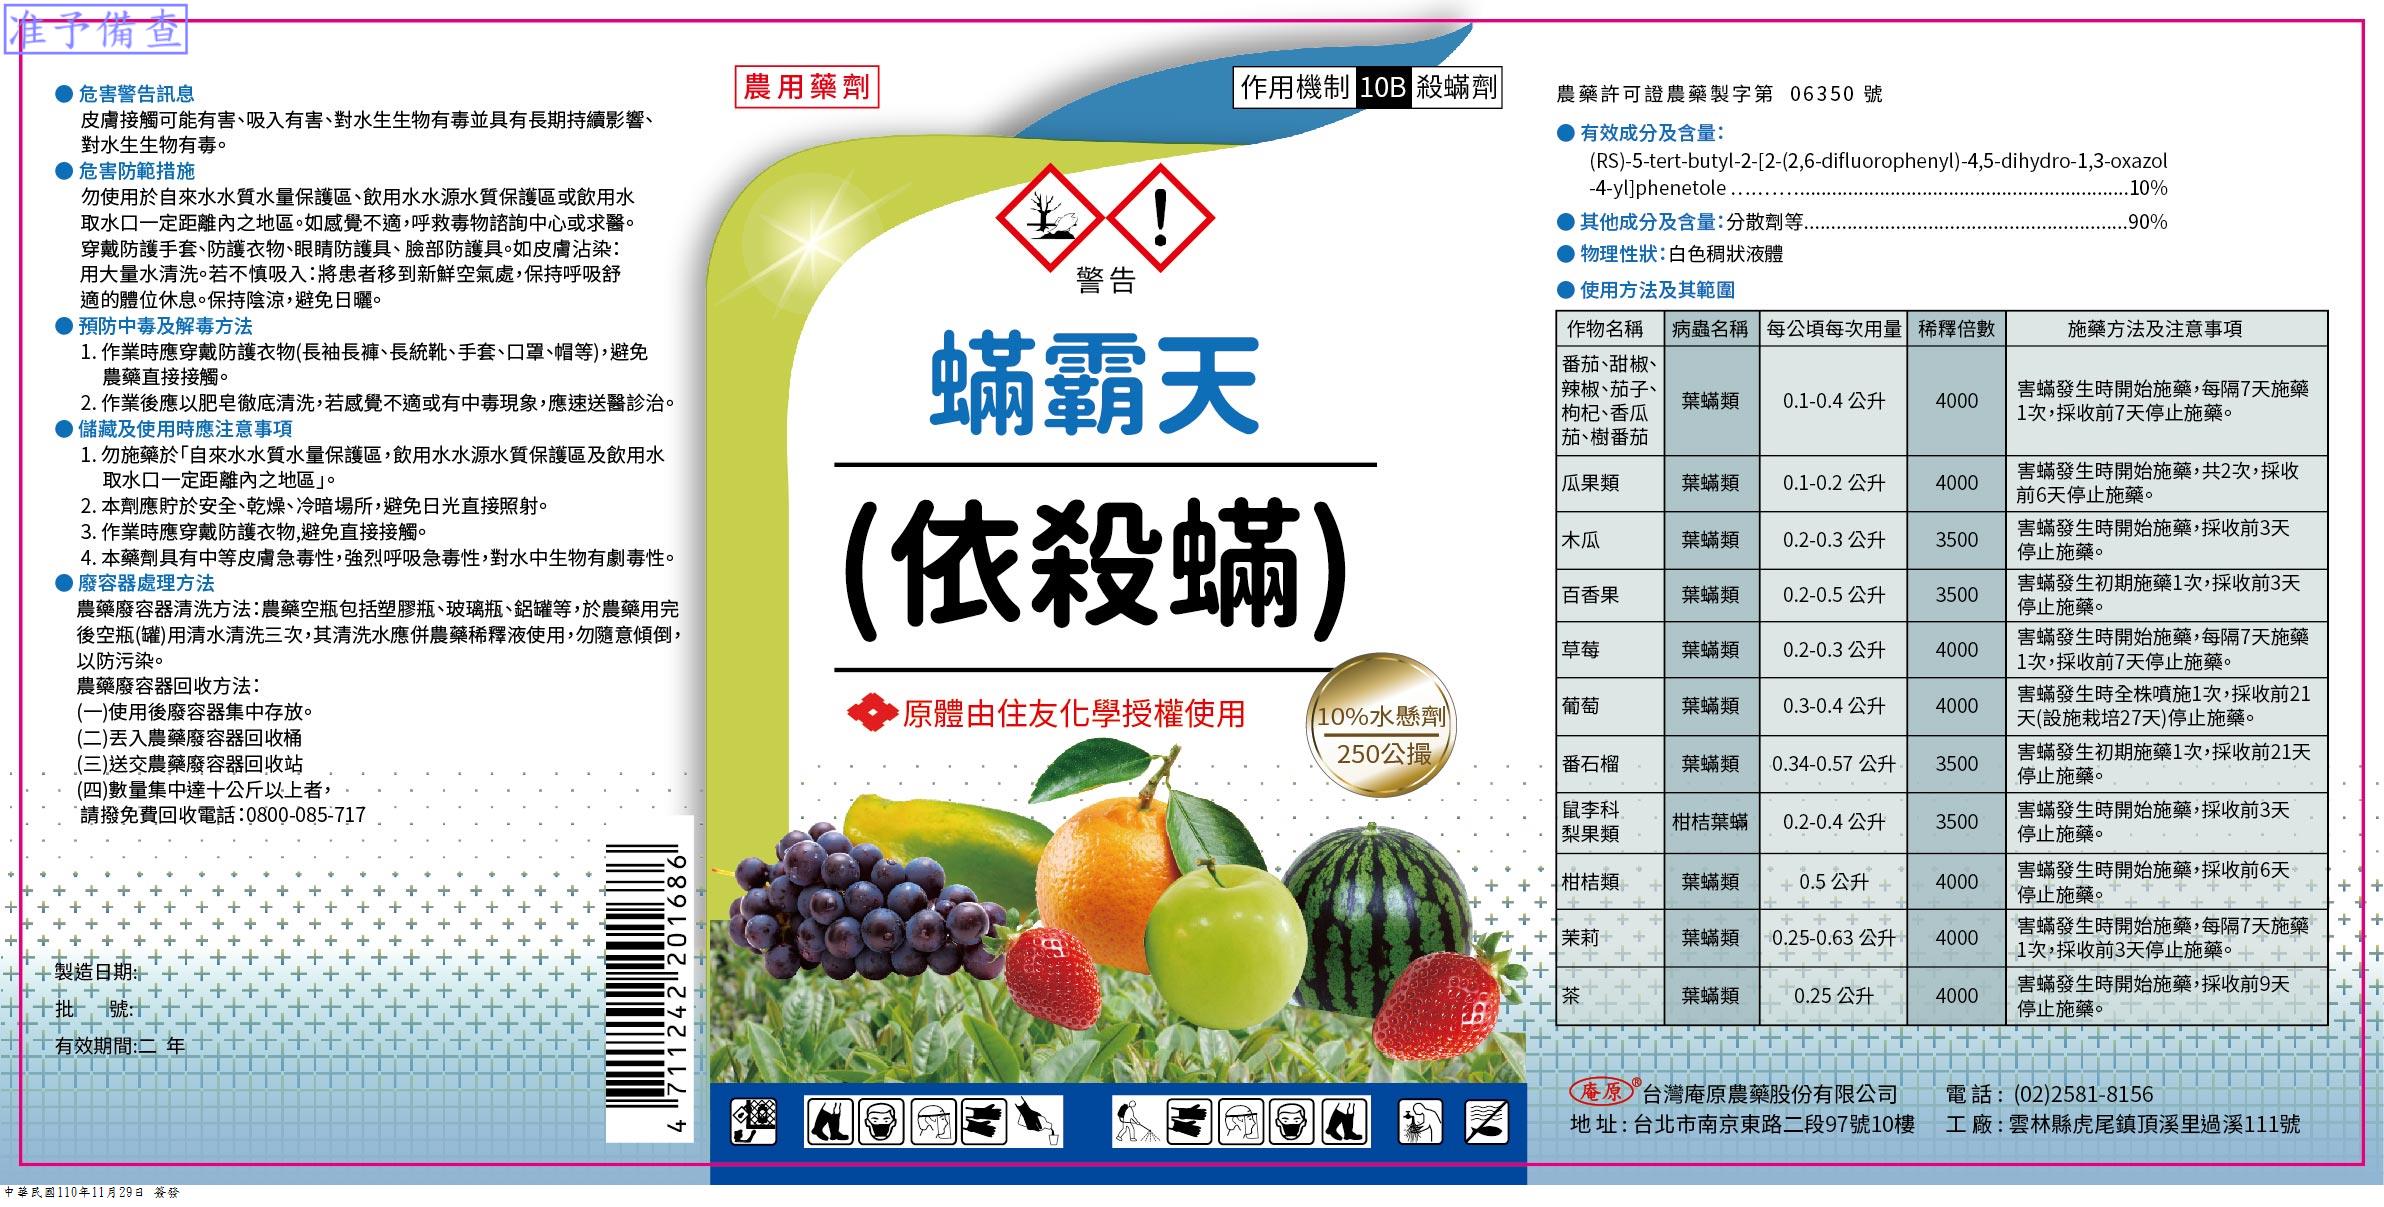 准予備查
● 危害警告訊息
皮膚接觸可能有害、吸入有害、對水生生物有毒並具有長期持續影響、
對水生生物有毒。
● 危害防範措施
勿使用於自來水水質水量保護區、飲用水水源水質保護區或飲用水
取水口一定距離內之地區。如感覺不適，呼救毒物諮詢中心或求醫。
穿戴防護手套、防護衣物、眼睛防護具、臉部防護具。如皮膚沾染：
用大量水清洗。若不慎吸入：將患者移到新鮮空氣處，保持呼吸舒
適的體位休息。保持陰涼，避免日曬。
● 預防中毒及解毒方法
1. 作業時應穿戴防護衣物(長袖長褲、長統靴、手套、口罩、帽等)，避免
農藥直接接觸。
2. 作業後應以肥皂徹底清洗，若感覺不適或有中毒現象，應速送醫診治。
● 儲藏及使用時應注意事項
1. 勿施藥於「自來水水質水量保護區，飲用水水源水質保護區及飲用水
取水口一定距離內之地區」。
2. 本劑應貯於安全、乾燥、冷暗場所，避免日光直接照射。
3. 作業時應穿戴防護衣物,避免直接接觸。
4. 本藥劑具有中等皮膚急毒性，強烈呼吸急毒性，對水中生物有劇毒性。
● 廢容器處理方法
農藥廢容器清洗方法：農藥空瓶包括塑膠瓶、玻璃瓶、鋁罐等，於農藥用完
後空瓶(罐)用清水清洗三次，其清洗水應併農藥稀釋液使用，勿隨意傾倒，
以防污染。
農藥廢容器回收方法：
(一)使用後廢容器集中存放。
(二)丟入農藥廢容器回收桶
(三)送交農藥廢容器回收站
(四)數量集中達十公斤以上者，
請撥免費回收電話：0800-085-717
製造日期:
批 號:
有效期間:二 年
4711242201686
農用藥劑
作用機制 10B 殺蟎劑
警告
蟎霸天
(依殺蟎)
原體由住友化學授權使用
10%水懸劑
250公撮
農藥許可證農藥製字第 06350 號
● 有效成分及含量：
(RS)-5-tert-butyl-2-[2-(2,6-difluorophenyl)-4,5-dihydro-1,3-oxazol
-4-yl]phenetole ..........10%
● 其他成分及含量：分散劑等..........90%
● 物理性狀：白色稠狀液體
● 使用方法及其範圍
作物名稱 病蟲名稱 每公頃每次用量 稀釋倍數 施藥方法及注意事項
番茄、甜椒、
辣椒、茄子、
枸杞、香瓜
茄、樹番茄 葉蟎類 0.1-0.4 公升 4000 害蟎發生時開始施藥，每隔7天施藥
1次，採收前7天停止施藥。
瓜果類 葉蟎類 0.1-0.2 公升 4000 害蟎發生時開始施藥，共2次，採收
前6天停止施藥。
木瓜 葉蟎類 0.2-0.3 公升 3500 害蟎發生時開始施藥，採收前3天
停止施藥。
百香果 葉蟎類 0.2-0.5 公升 3500 害蟎發生初期施藥1次，採收前3天
停止施藥。
草莓 葉蟎類 0.2-0.3 公升 4000 害蟎發生時開始施藥，每隔7天施藥
1次，採收前7天停止施藥。
葡萄 葉蟎類 0.3-0.4 公升 4000 害蟎發生時全株噴施1次，採收前21
天(設施栽培27天)停止施藥。
番石榴 葉蟎類 0.34-0.57 公升 3500 害蟎發生初期施藥1次，採收前21天
停止施藥。
鼠李科
梨果類 柑桔葉蟎 0.2-0.4 公升 3500 害蟎發生時開始施藥，採收前3天
停止施藥。
柑桔類 葉蟎類 0.5 公升 4000 害蟎發生時開始施藥，採收前6天
停止施藥。
茉莉 葉蟎類 0.25-0.63 公升 4000 害蟎發生時開始施藥，每隔7天施藥
1次，採收前3天停止施藥。
茶 葉蟎類 0.25 公升 4000 害蟎發生時開始施藥，採收前9天
停止施藥。
庵原® 台灣庵原農藥股份有限公司 電話：(02)2581-8156
地址：台北市南京東路二段97號10樓 工廠：雲林縣虎尾鎮頂溪里過溪111號
中華民國110年11月29日 簽發